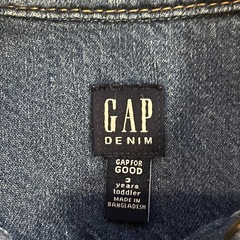 GAP
DENIM
GAP FOR
GOOD
3
years
toddler
MADE IN
BANGLADESH